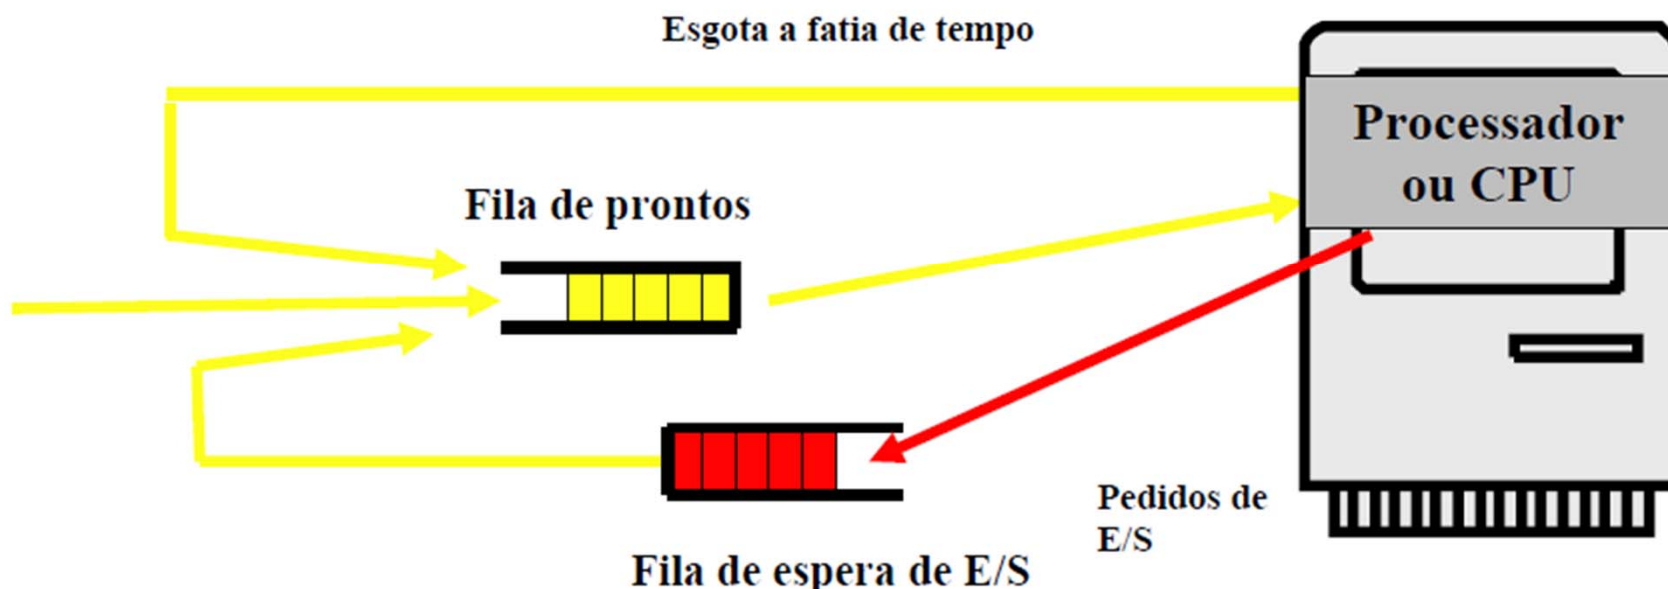 Esgota a fatia de tempo
Processador
ou CPU
Fila de prontos
Pedidos de
E/S
Fila de espera de E/S